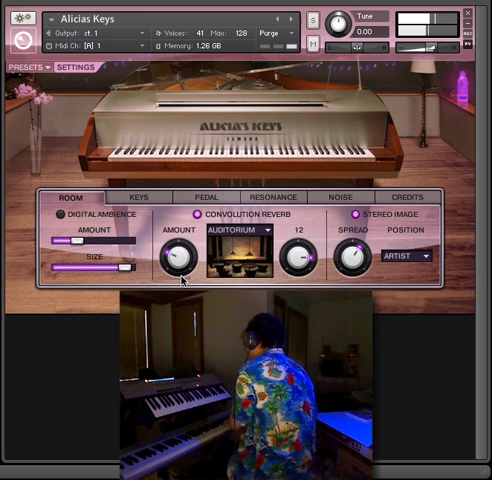 Alicias Keys
Output: st. 1
Voices: 41 Max: 128
Purge
Midi Ch: [A] 1
Memory: 1.26 GB
S
M
Tune
0.00
AUX
PV
PRESETS
SETTINGS
ALICIA'S KEYS
YAMAHA
ROOM
KEYS
PEDAL
RESONANCE
NOISE
CREDITS
DIGITAL AMBIENCE
CONVOLUTION REVERB
STEREO IMAGE
AMOUNT
AMOUNT
AUDITORIUM
12
SPREAD
POSITION
SIZE
ARTIST